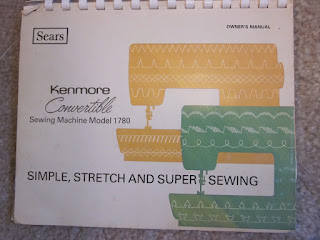 Sears
OWNER'S MANUAL
Kenmore
Convertible
Sewing Machine Model 1780
SIMPLE, STRETCH AND SUPER SEWING